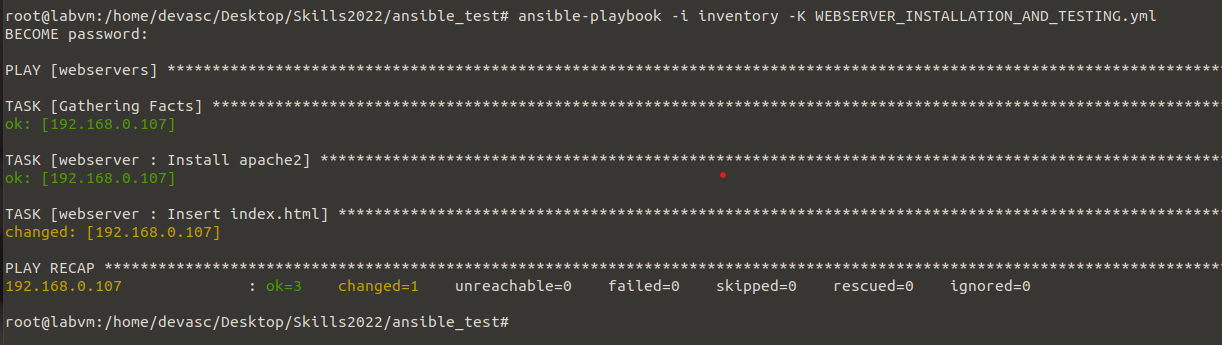 root@labvm:/home/devasc/Desktop/Skills2022/ansible_test# ansible-playbook -i inventory -K WEBSERVER_INSTALLATION_AND_TESTING.yml
BECOME password:
PLAY [webservers] *********************************************************************************************************************
TASK [Gathering Facts] ****************************************************************************************************************
ok: [192.168.0.107]
TASK [webserver : Install apache2] ****************************************************************************************************
ok: [192.168.0.107]
TASK [webserver : Insert index.html] **************************************************************************************************
changed: [192.168.0.107]
PLAY RECAP ****************************************************************************************************************************
192.168.0.107              : ok=3    changed=1    unreachable=0    failed=0    skipped=0    rescued=0    ignored=0
root@labvm:/home/devasc/Desktop/Skills2022/ansible_test#